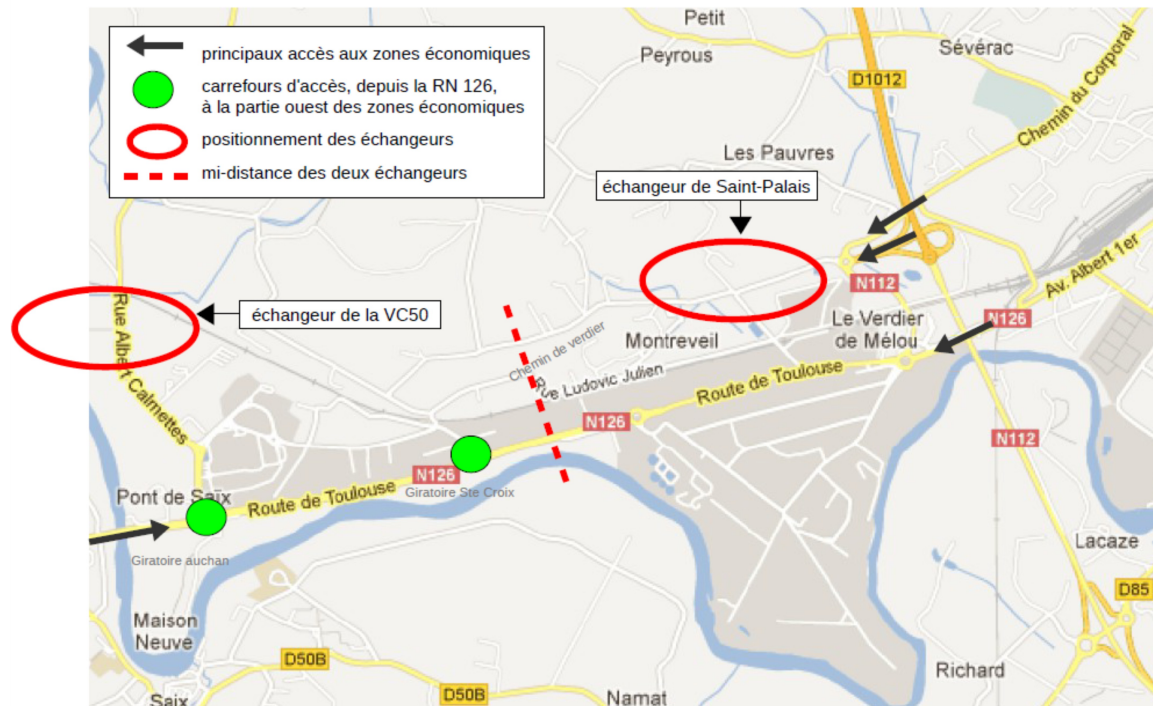 principaux accès aux zones économiques
carrefours d'accès, depuis la RN 126,
à la partie ouest des zones économiques
positionnement des échangeurs
mi-distance des deux échangeurs
Petit
Peyrous
Sévérac
D1012
Chemin du Corporal
Les Pauvres
échangeur de Saint-Palais
Av. Albert 1er
N112
N126
échangeur de la VC50
Rue Albert Calmettes
Le Verdier
de Mélou
Montreveil
Chemin de verdier
Rue Ludovic Julien
Route de Toulouse
N126
N112
N126
Giratoire Ste Croix
Pont de Saïx
Route de Toulouse
Giratoire auchan
Lacaze
D85
Maison
Neuve
D50B
Richard
D50B
Namat
Saïx